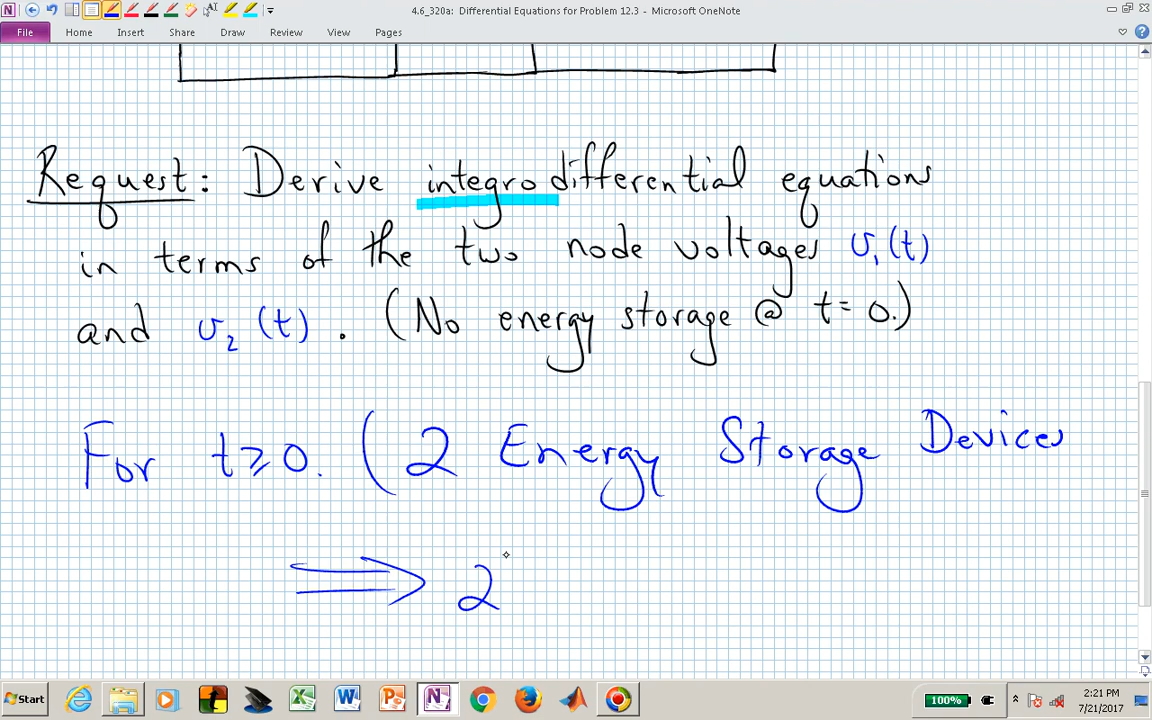 4.6_320a: Differential Equations for Problem 12.3 - Microsoft OneNote
File Home Insert Share Draw Review View Pages
Request: Derive integrodifferential equations
in terms of the two node voltages v₁(t)
and v₂(t). (No energy storage @ t=0.)
For t≥0. (2 Energy Storage Devices
⟹ 2
Start
100%
2:21 PM
7/21/2017